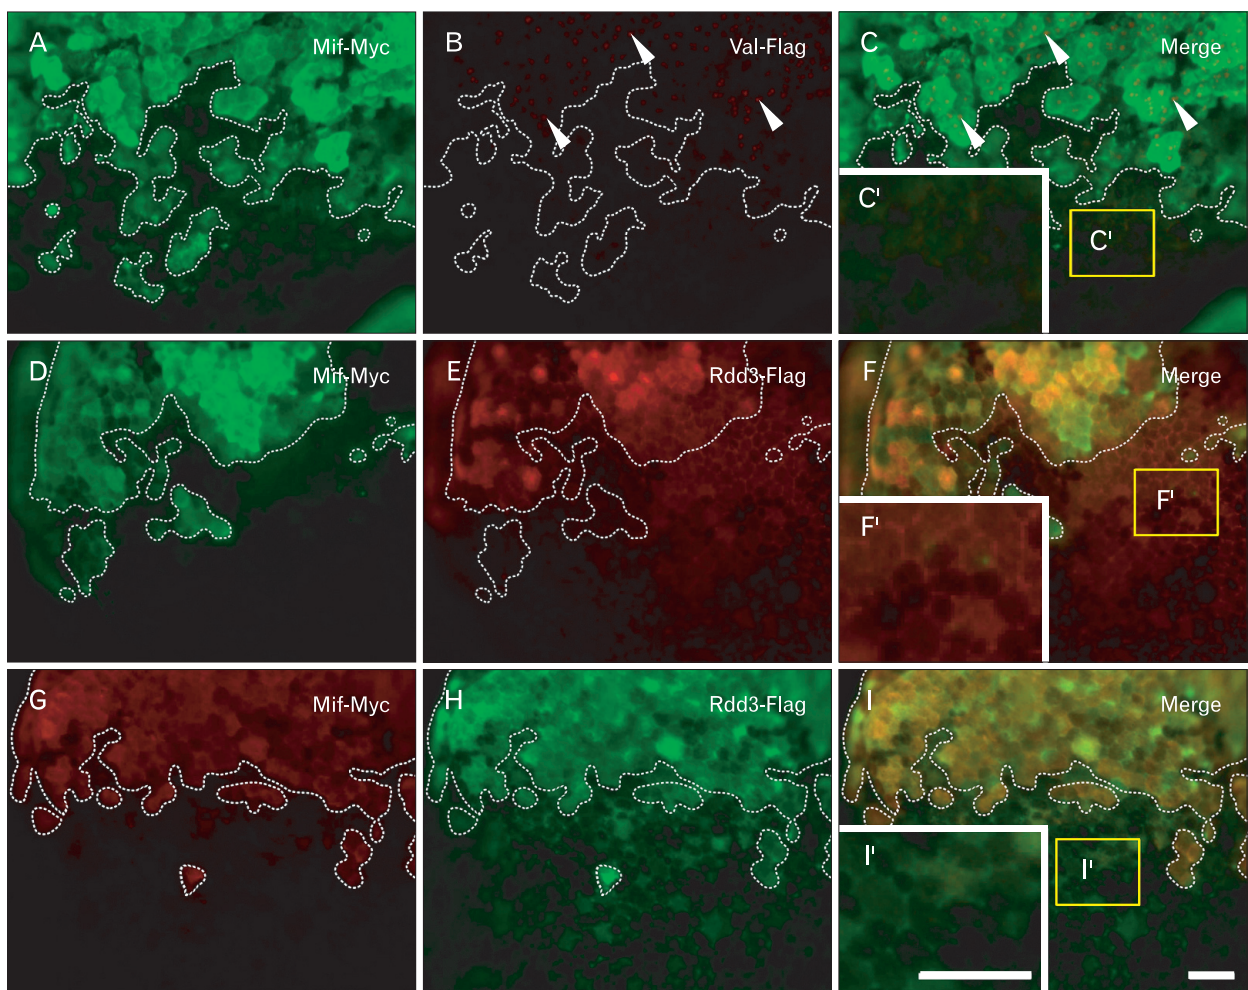 A Mif-Myc
B Val-Flag
C Merge
C'
C'
D Mif-Myc
E Rdd3-Flag
F Merge
F'
F'
G Mif-Myc
H Rdd3-Flag
I Merge
I'
I'